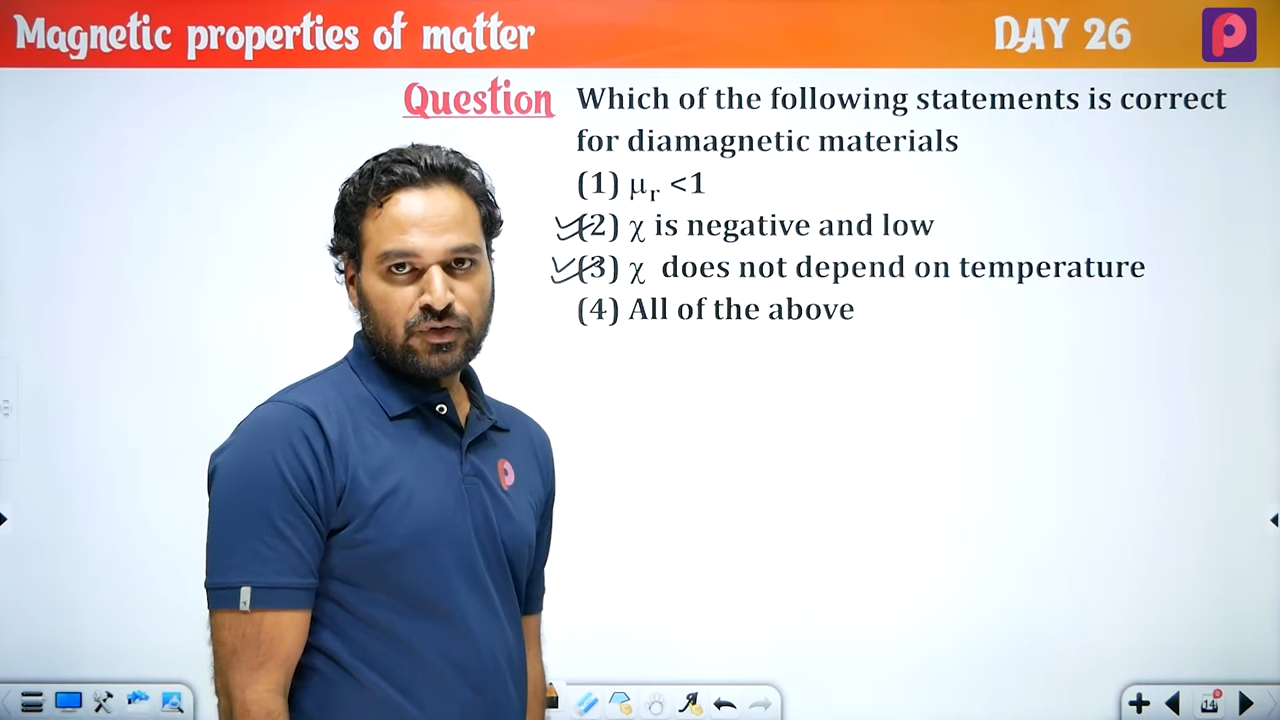 Magnetic properties of matter
DAY 26
Question Which of the following statements is correct
for diamagnetic materials
(1) μᵣ <1
(2) χ is negative and low
(3) χ does not depend on temperature
(4) All of the above
14